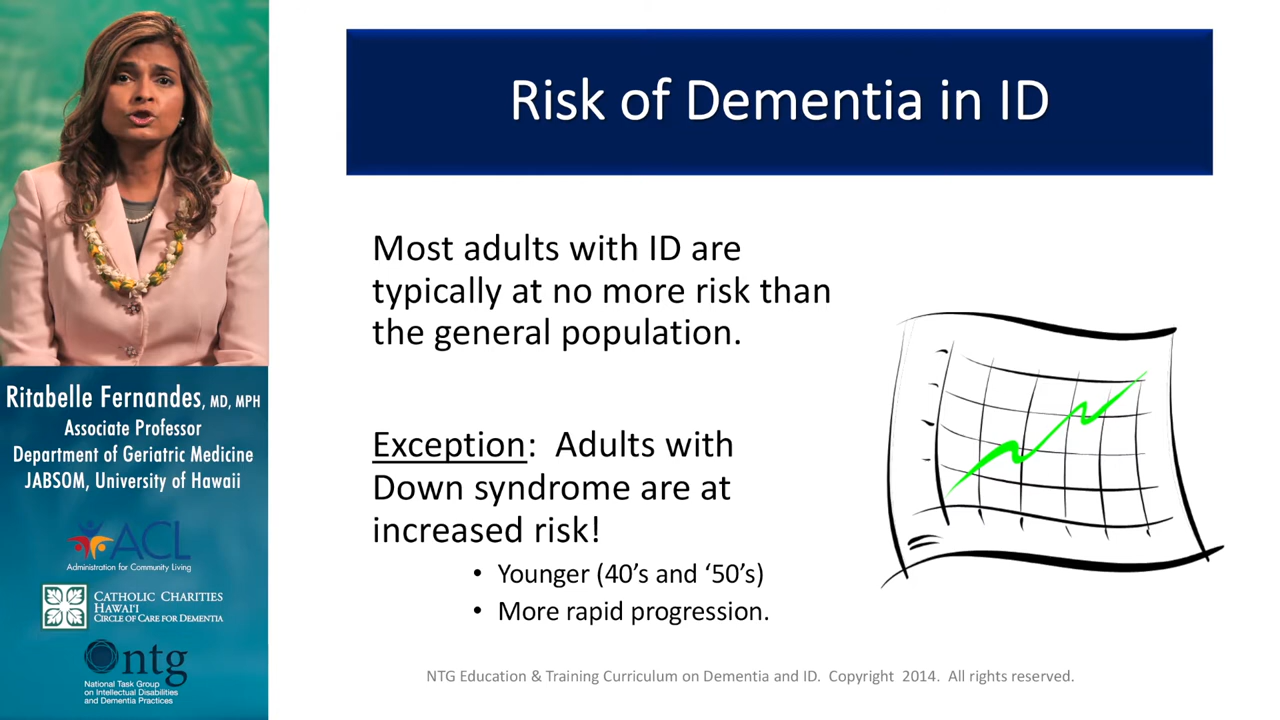 Risk of Dementia in ID
Most adults with ID are
typically at no more risk than
the general population.
Exception: Adults with
Down syndrome are at
increased risk!
• Younger (40’s and ‘50’s)
• More rapid progression.
NTG Education & Training Curriculum on Dementia and ID. Copyright 2014. All rights reserved.
Ritabelle Fernandes, MD, MPH
Associate Professor
Department of Geriatric Medicine
JABSOM, University of Hawaii
ACL
Administration for Community Living
CATHOLIC CHARITIES
HAWAI‘I
CIRCLE OF CARE FOR DEMENTIA
ntg
National Task Group
on Intellectual Disabilities
and Dementia Practices